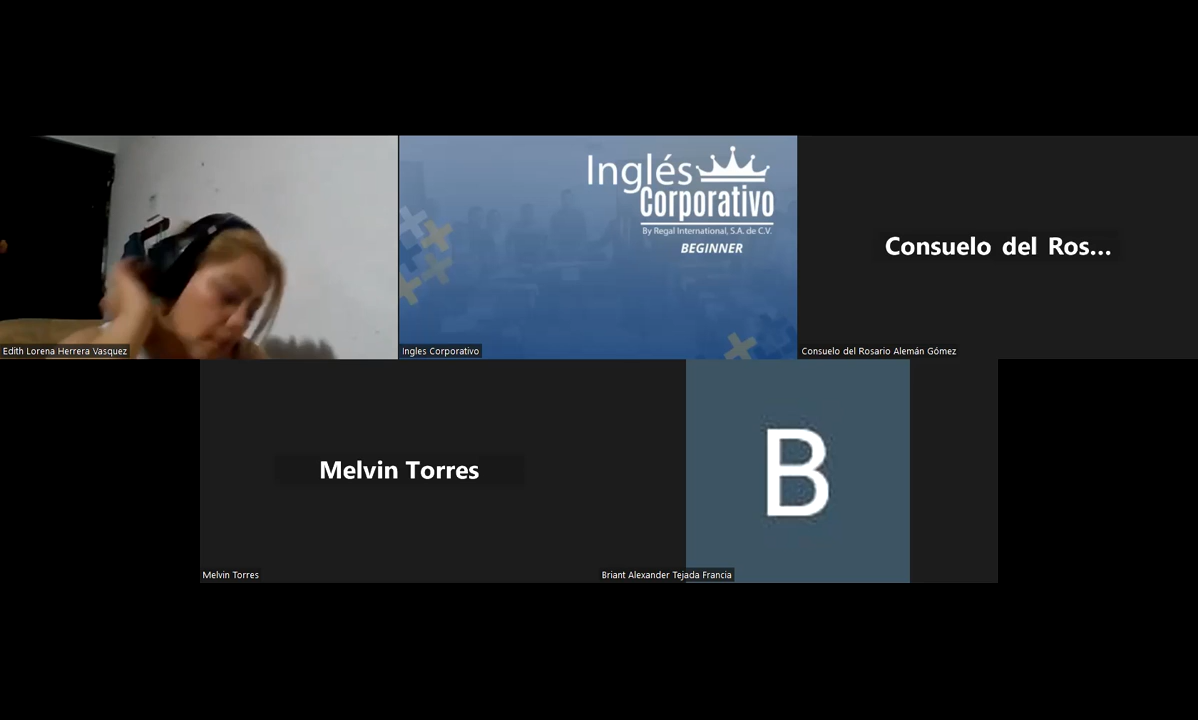 Inglés
Corporativo
By Regal International, S.A. de C.V.
BEGINNER
Consuelo del Ros...
Edith Lorena Herrera Vasquez
Ingles Corporativo
Consuelo del Rosario Alemán Gómez
Melvin Torres
B
Melvin Torres
Briant Alexander Tejada Francia